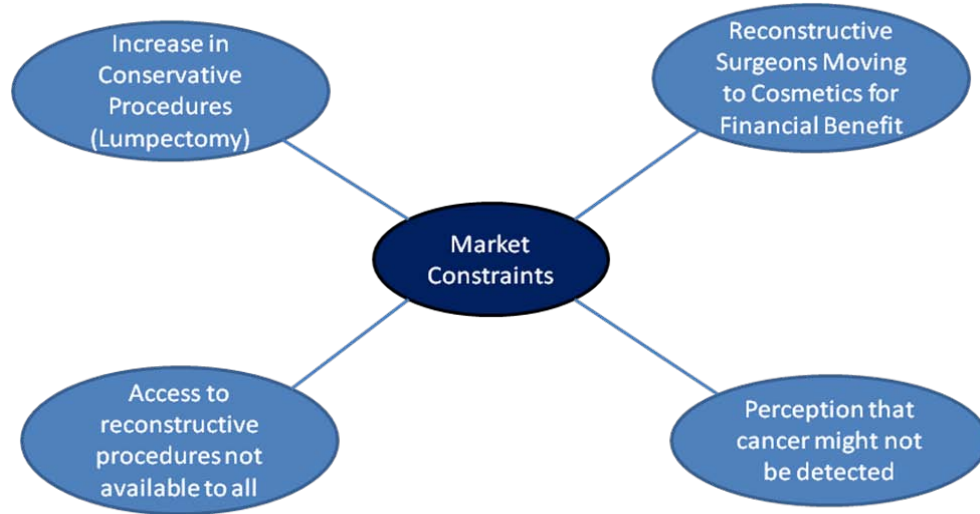 Increase in
Conservative
Procedures
(Lumpectomy)
Reconstructive
Surgeons Moving
to Cosmetics for
Financial Benefit
Market
Constraints
Access to
reconstructive
procedures not
available to all
Perception that
cancer might not
be detected